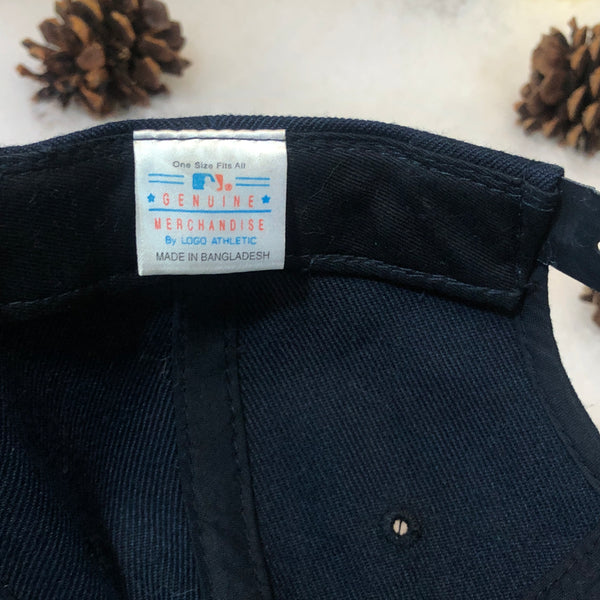 One Size Fits All
GENUINE
MERCHANDISE
By LOGO ATHLETIC
MADE IN BANGLADESH